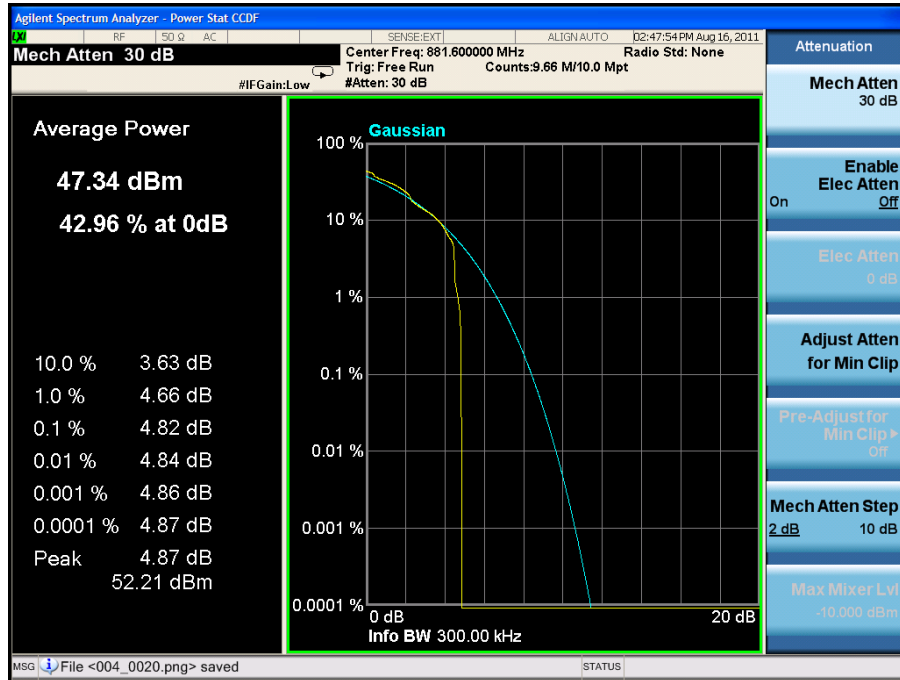 Agilent Spectrum Analyzer - Power Stat CCDF
LXI RF 50 Ω AC SENSE:EXT ALIGN AUTO 02:47:54 PM Aug 16, 2011
Mech Atten 30 dB
Center Freq: 881.600000 MHz Radio Std: None
Trig: Free Run Counts:9.66 M/10.0 Mpt
#IFGain:Low #Atten: 30 dB
Average Power
47.34 dBm
42.96 % at 0dB
10.0 % 3.63 dB
1.0 % 4.66 dB
0.1 % 4.82 dB
0.01 % 4.84 dB
0.001 % 4.86 dB
0.0001 % 4.87 dB
Peak 4.87 dB
52.21 dBm
Gaussian
100 %
10 %
1 %
0.1 %
0.01 %
0.001 %
0.0001 %
0 dB 20 dB
Info BW 300.00 kHz
Attenuation
Mech Atten
30 dB
Enable
Elec Atten
On Off
Elec Atten
0 dB
Adjust Atten
for Min Clip
Pre-Adjust for
Min Clip
Off
Mech Atten Step
2 dB 10 dB
Max Mixer Lvl
-10.000 dBm
MSG File <004_0020.png> saved STATUS